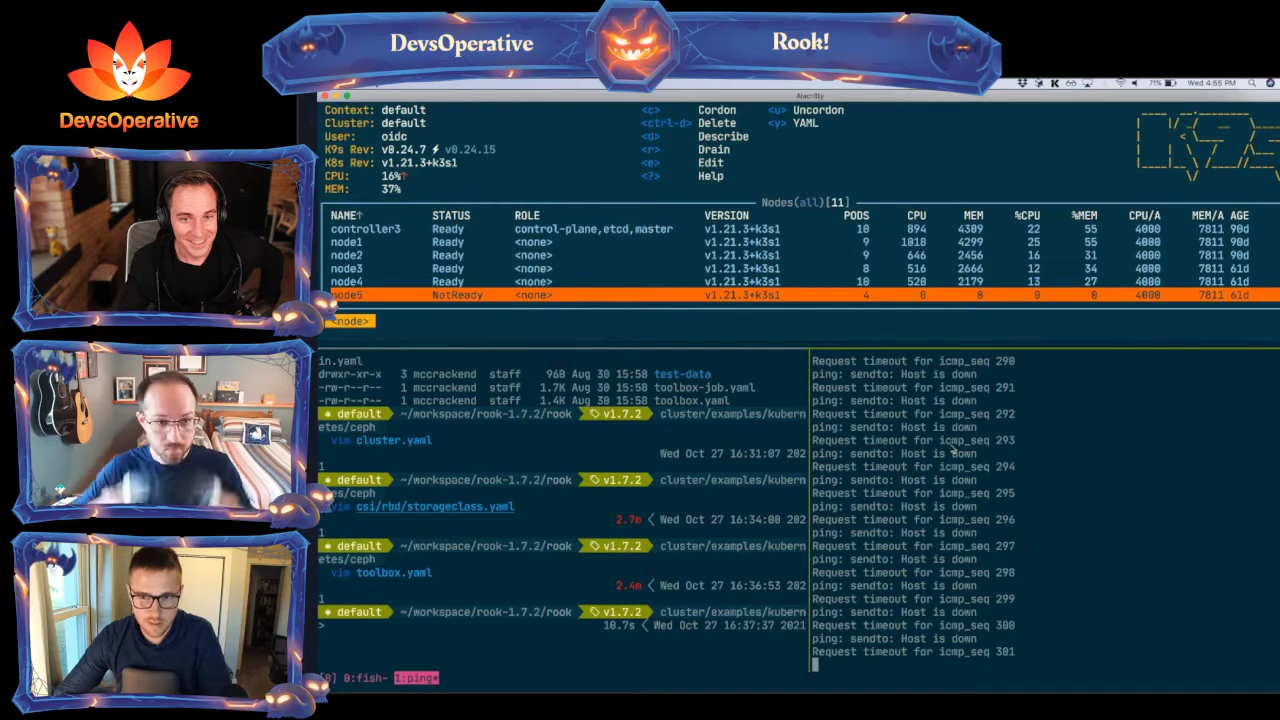 DevsOperative
Rook!
DevsOperative
71%
Wed 4:55 PM
Alacritty
Context: default
Cluster: default
User: oidc
K9s Rev: v0.24.7 ⚡ v0.24.15
K8s Rev: v1.21.3+k3s1
CPU: 16%↑
MEM: 37%
<c> Cordon <u> Uncordon
<ctrl-d> Delete <y> YAML
<d> Describe
<r> Drain
<e> Edit
<?> Help
Nodes(all)[11]
NAME↑ STATUS ROLE VERSION PODS CPU MEM %CPU %MEM CPU/A MEM/A AGE
controller3 Ready control-plane,etcd,master v1.21.3+k3s1 10 894 4309 22 55 4000 7811 90d
node1 Ready <none> v1.21.3+k3s1 9 1018 4299 25 55 4000 7811 90d
node2 Ready <none> v1.21.3+k3s1 9 646 2456 16 31 4000 7811 90d
node3 Ready <none> v1.21.3+k3s1 8 516 2666 12 34 4000 7811 61d
node4 Ready <none> v1.21.3+k3s1 10 520 2179 13 27 4000 7811 61d
node5 NotReady <none> v1.21.3+k3s1 4 0 0 0 0 4000 7811 61d
<node>
in.yaml
drwxr-xr-x 3 mccrackend staff 96B Aug 30 15:58 test-data
-rw-r--r-- 1 mccrackend staff 1.7K Aug 30 15:58 toolbox-job.yaml
-rw-r--r-- 1 mccrackend staff 1.4K Aug 30 15:58 toolbox.yaml
default ~/workspace/rook-1.7.2/rook v1.7.2 cluster/examples/kubern
etes/ceph
vim cluster.yaml
Wed Oct 27 16:31:07 202
1
default ~/workspace/rook-1.7.2/rook v1.7.2 cluster/examples/kubern
etes/ceph
vim csi/rbd/storageclass.yaml
2.7m < Wed Oct 27 16:34:00 202
default ~/workspace/rook-1.7.2/rook v1.7.2 cluster/examples/kubern
etes/ceph
vim toolbox.yaml
2.4m < Wed Oct 27 16:36:53 202
1
default ~/workspace/rook-1.7.2/rook v1.7.2 cluster/examples/kubern
> 10.7s < Wed Oct 27 16:37:37 2021
Request timeout for icmp_seq 290
ping: sendto: Host is down
Request timeout for icmp_seq 291
ping: sendto: Host is down
Request timeout for icmp_seq 292
ping: sendto: Host is down
Request timeout for icmp_seq 293
ping: sendto: Host is down
Request timeout for icmp_seq 294
ping: sendto: Host is down
Request timeout for icmp_seq 295
ping: sendto: Host is down
Request timeout for icmp_seq 296
ping: sendto: Host is down
Request timeout for icmp_seq 297
ping: sendto: Host is down
Request timeout for icmp_seq 298
ping: sendto: Host is down
Request timeout for icmp_seq 299
ping: sendto: Host is down
Request timeout for icmp_seq 300
ping: sendto: Host is down
Request timeout for icmp_seq 301
[0] 0:fish- 1:ping*